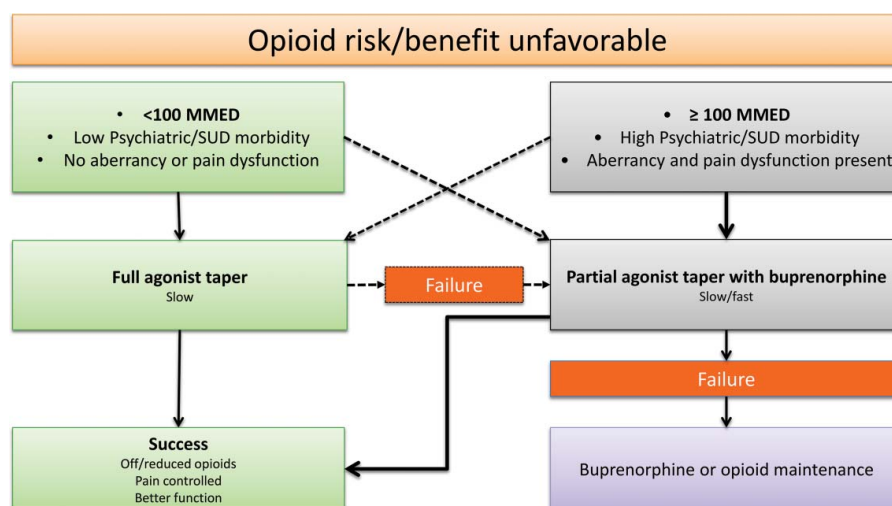 Opioid risk/benefit unfavorable
• <100 MMED
• Low Psychiatric/SUD morbidity
• No aberrancy or pain dysfunction
• ≥ 100 MMED
• High Psychiatric/SUD morbidity
• Aberrancy and pain dysfunction present
Full agonist taper
Slow
Failure
Partial agonist taper with buprenorphine
Slow/fast
Failure
Success
Off/reduced opioids
Pain controlled
Better function
Buprenorphine or opioid maintenance